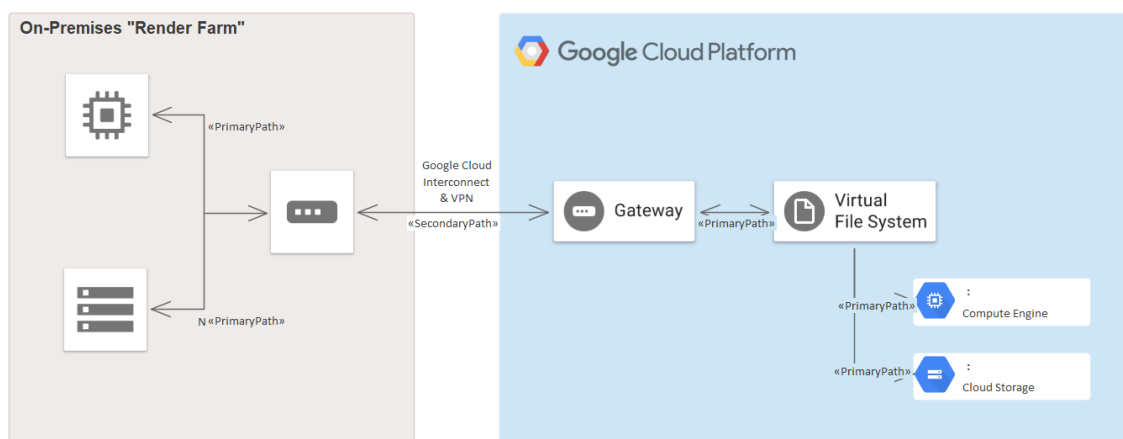 On-Premises "Render Farm"
Google Cloud Platform
«PrimaryPath»
Google Cloud
Interconnect
& VPN
«SecondaryPath»
Gateway
«PrimaryPath»
Virtual
File System
N «PrimaryPath»
«PrimaryPath»
:
Compute Engine
«PrimaryPath»
:
Cloud Storage